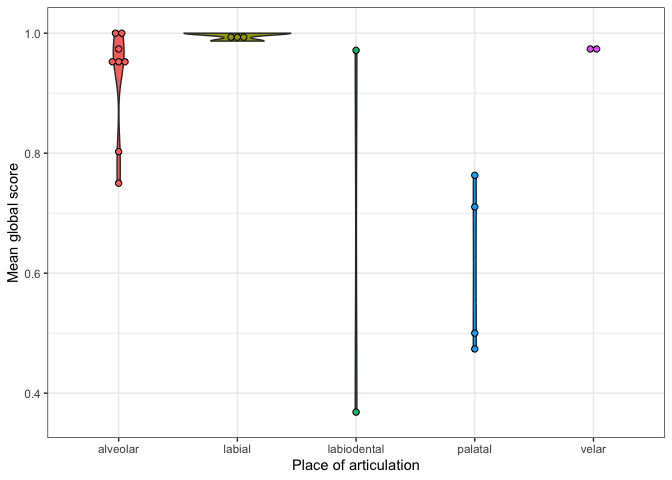 Mean global score
1.0
0.8
0.6
0.4
alveolar labial labiodental palatal velar
Place of articulation